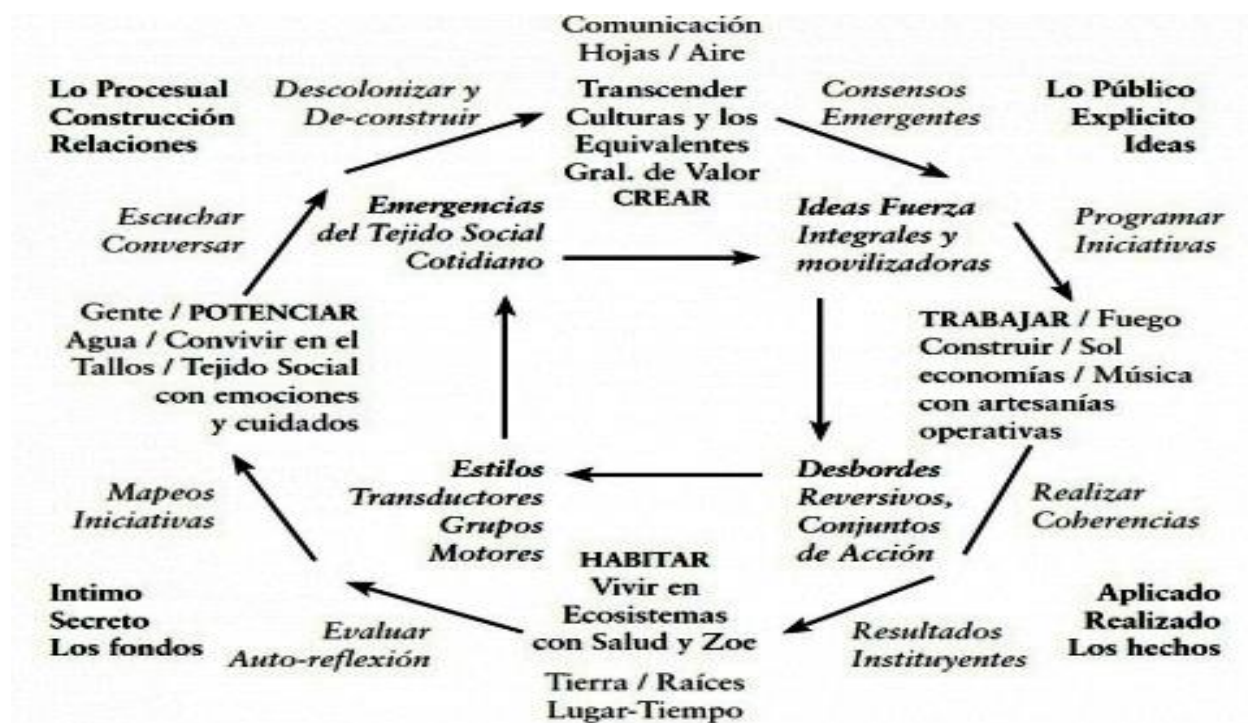 Comunicación
Hojas / Aire
Lo Procesual
Construcción
Relaciones
Descolonizar y
De-construir
Transcender
Culturas y los
Equivalentes
Gral. de Valor
CREAR
Consensos
Emergentes
Lo Público
Explicito
Ideas
Escuchar
Conversar
Emergencias
del Tejido Social
Cotidiano
Ideas Fuerza
Integrales y
movilizadoras
Programar
Iniciativas
Gente / POTENCIAR
Agua / Convivir en el
Tallos / Tejido Social
con emociones
y cuidados
TRABAJAR / Fuego
Construir / Sol
economías / Música
con artesanías
operativas
Mapeos
Iniciativas
Estilos
Transductores
Grupos
Motores
Desbordes
Reversivos,
Conjuntos
de Acción
Realizar
Coherencias
Intimo
Secreto
Los fondos
Evaluar
Auto-reflexión
HABITAR
Vivir en
Ecosistemas
con Salud y Zoe
Tierra / Raíces
Lugar-Tiempo
Resultados
Instituyentes
Aplicado
Realizado
Los hechos